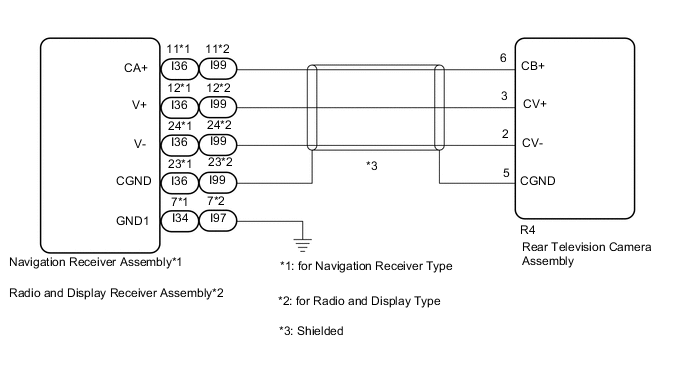 11*1 11*2
CA+ I36 I99 6 CB+
12*1 12*2
V+ I36 I99 3 CV+
24*1 24*2
V- I36 I99 2 CV-
23*1 23*2
*3
CGND I36 I99 5 CGND
7*1 7*2
GND1 I34 I97
R4
Rear Television Camera
Assembly
Navigation Receiver Assembly*1
*1: for Navigation Receiver Type
Radio and Display Receiver Assembly*2
*2: for Radio and Display Type
*3: Shielded